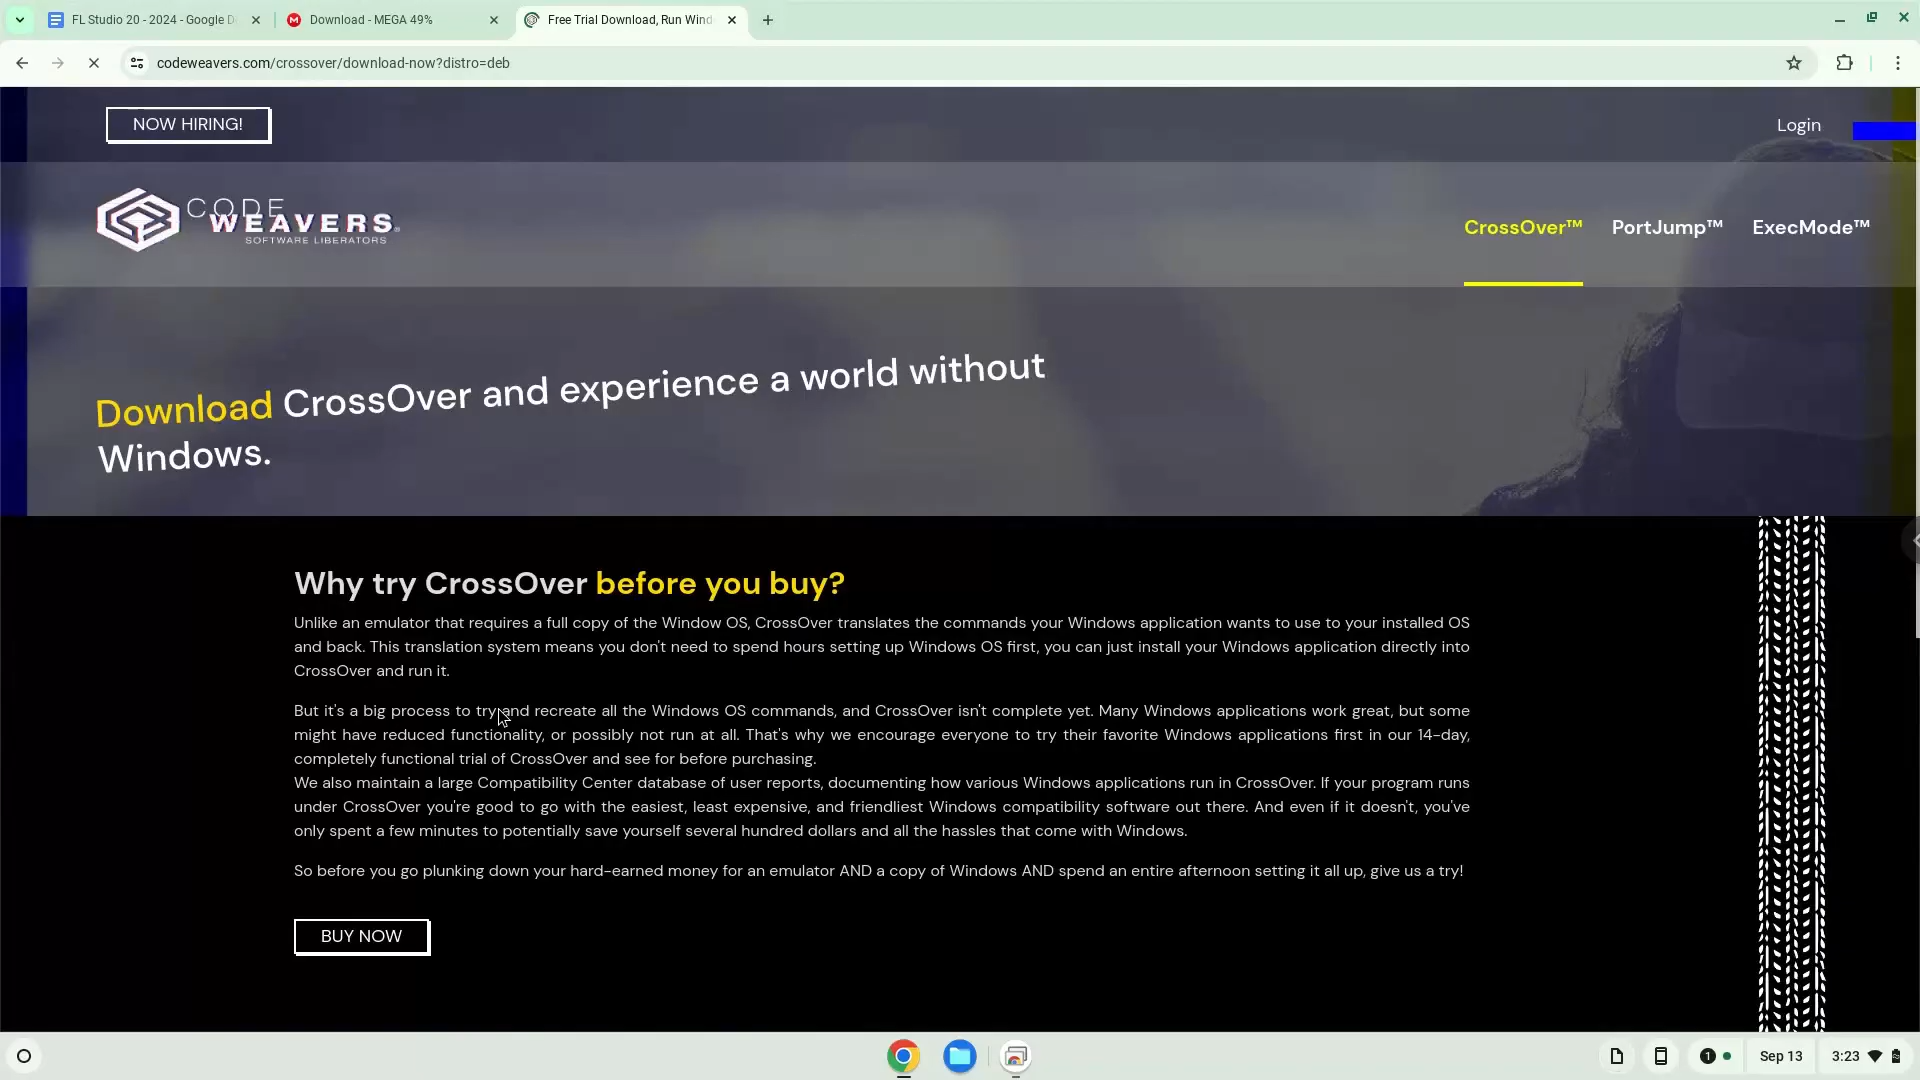 FL Studio 20 - 2024 - Google D
Download - MEGA 49%
Free Trial Download, Run Wind
codeweavers.com/crossover/download-now?distro=deb
NOW HIRING!
Login
CODE
WEAVERS
SOFTWARE LIBERATORS
CrossOver™ PortJump™ ExecMode™
Download CrossOver and experience a world without
Windows.
Why try CrossOver before you buy?
Unlike an emulator that requires a full copy of the Window OS, CrossOver translates the commands your Windows application wants to use to your installed OS
and back. This translation system means you don't need to spend hours setting up Windows OS first, you can just install your Windows application directly into
CrossOver and run it.
But it's a big process to try and recreate all the Windows OS commands, and CrossOver isn't complete yet. Many Windows applications work great, but some
might have reduced functionality, or possibly not run at all. That's why we encourage everyone to try their favorite Windows applications first in our 14-day,
completely functional trial of CrossOver and see for before purchasing.
We also maintain a large Compatibility Center database of user reports, documenting how various Windows applications run in CrossOver. If your program runs
under CrossOver you're good to go with the easiest, least expensive, and friendliest Windows compatibility software out there. And even if it doesn't, you've
only spent a few minutes to potentially save yourself several hundred dollars and all the hassles that come with Windows.
So before you go plunking down your hard-earned money for an emulator AND a copy of Windows AND spend an entire afternoon setting it all up, give us a try!
BUY NOW
1
Sep 13
3:23